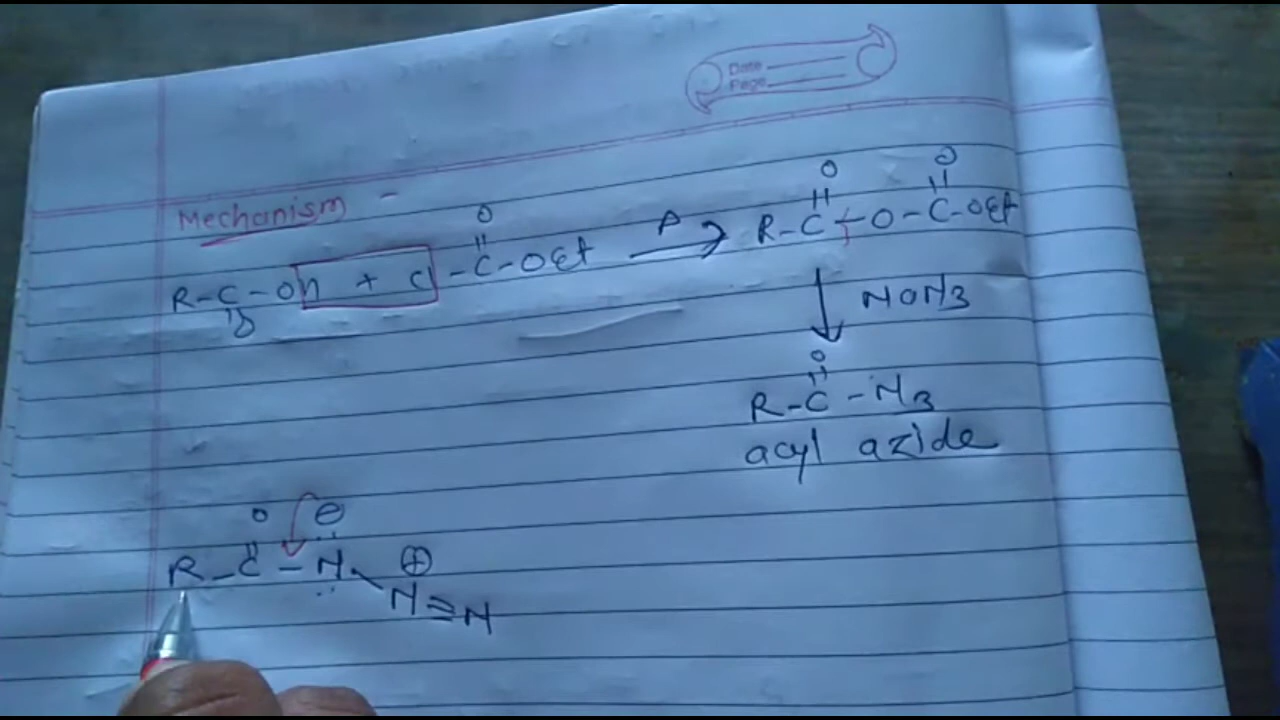 Date
Page
Mechanism -
O O
R-C-OH + Cl-C-OEt → R-C-O-C-OEt
O
NaN3
O
R-C-N3
acyl azide
O ⊖
R-C-N̈ ⊕
N≡N